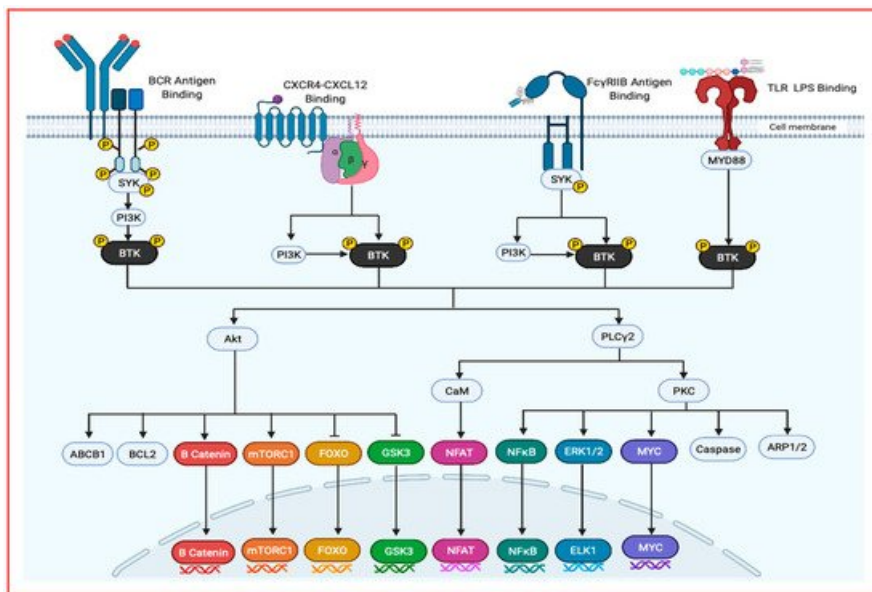 BCR Antigen
Binding
CXCR4-CXCL12
Binding
FcγRIIB Antigen
Binding
TLR LPS Binding
Cell membrane
P
P
P
P
P
SYK
α
β
γ
SYK
P
MYD88
PI3K
P
P
BTK
PI3K
P
P
BTK
PI3K
P
P
BTK
P
P
BTK
Akt
PLCγ2
CaM
PKC
ABCB1
BCL2
B Catenin
mTORC1
FOXO
GSK3
NFAT
NFκB
ERK1/2
MYC
Caspase
ARP1/2
B Catenin
mTORC1
FOXO
GSK3
NFAT
NFκB
ELK1
MYC